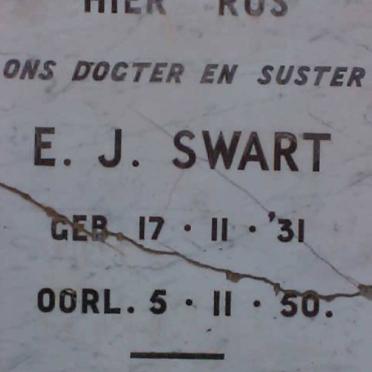 HIER RUS
ONS DOGTER EN SUSTER
E. J. SWART
GEB. 17 · 11 · '31
OORL. 5 · 11 · '50.